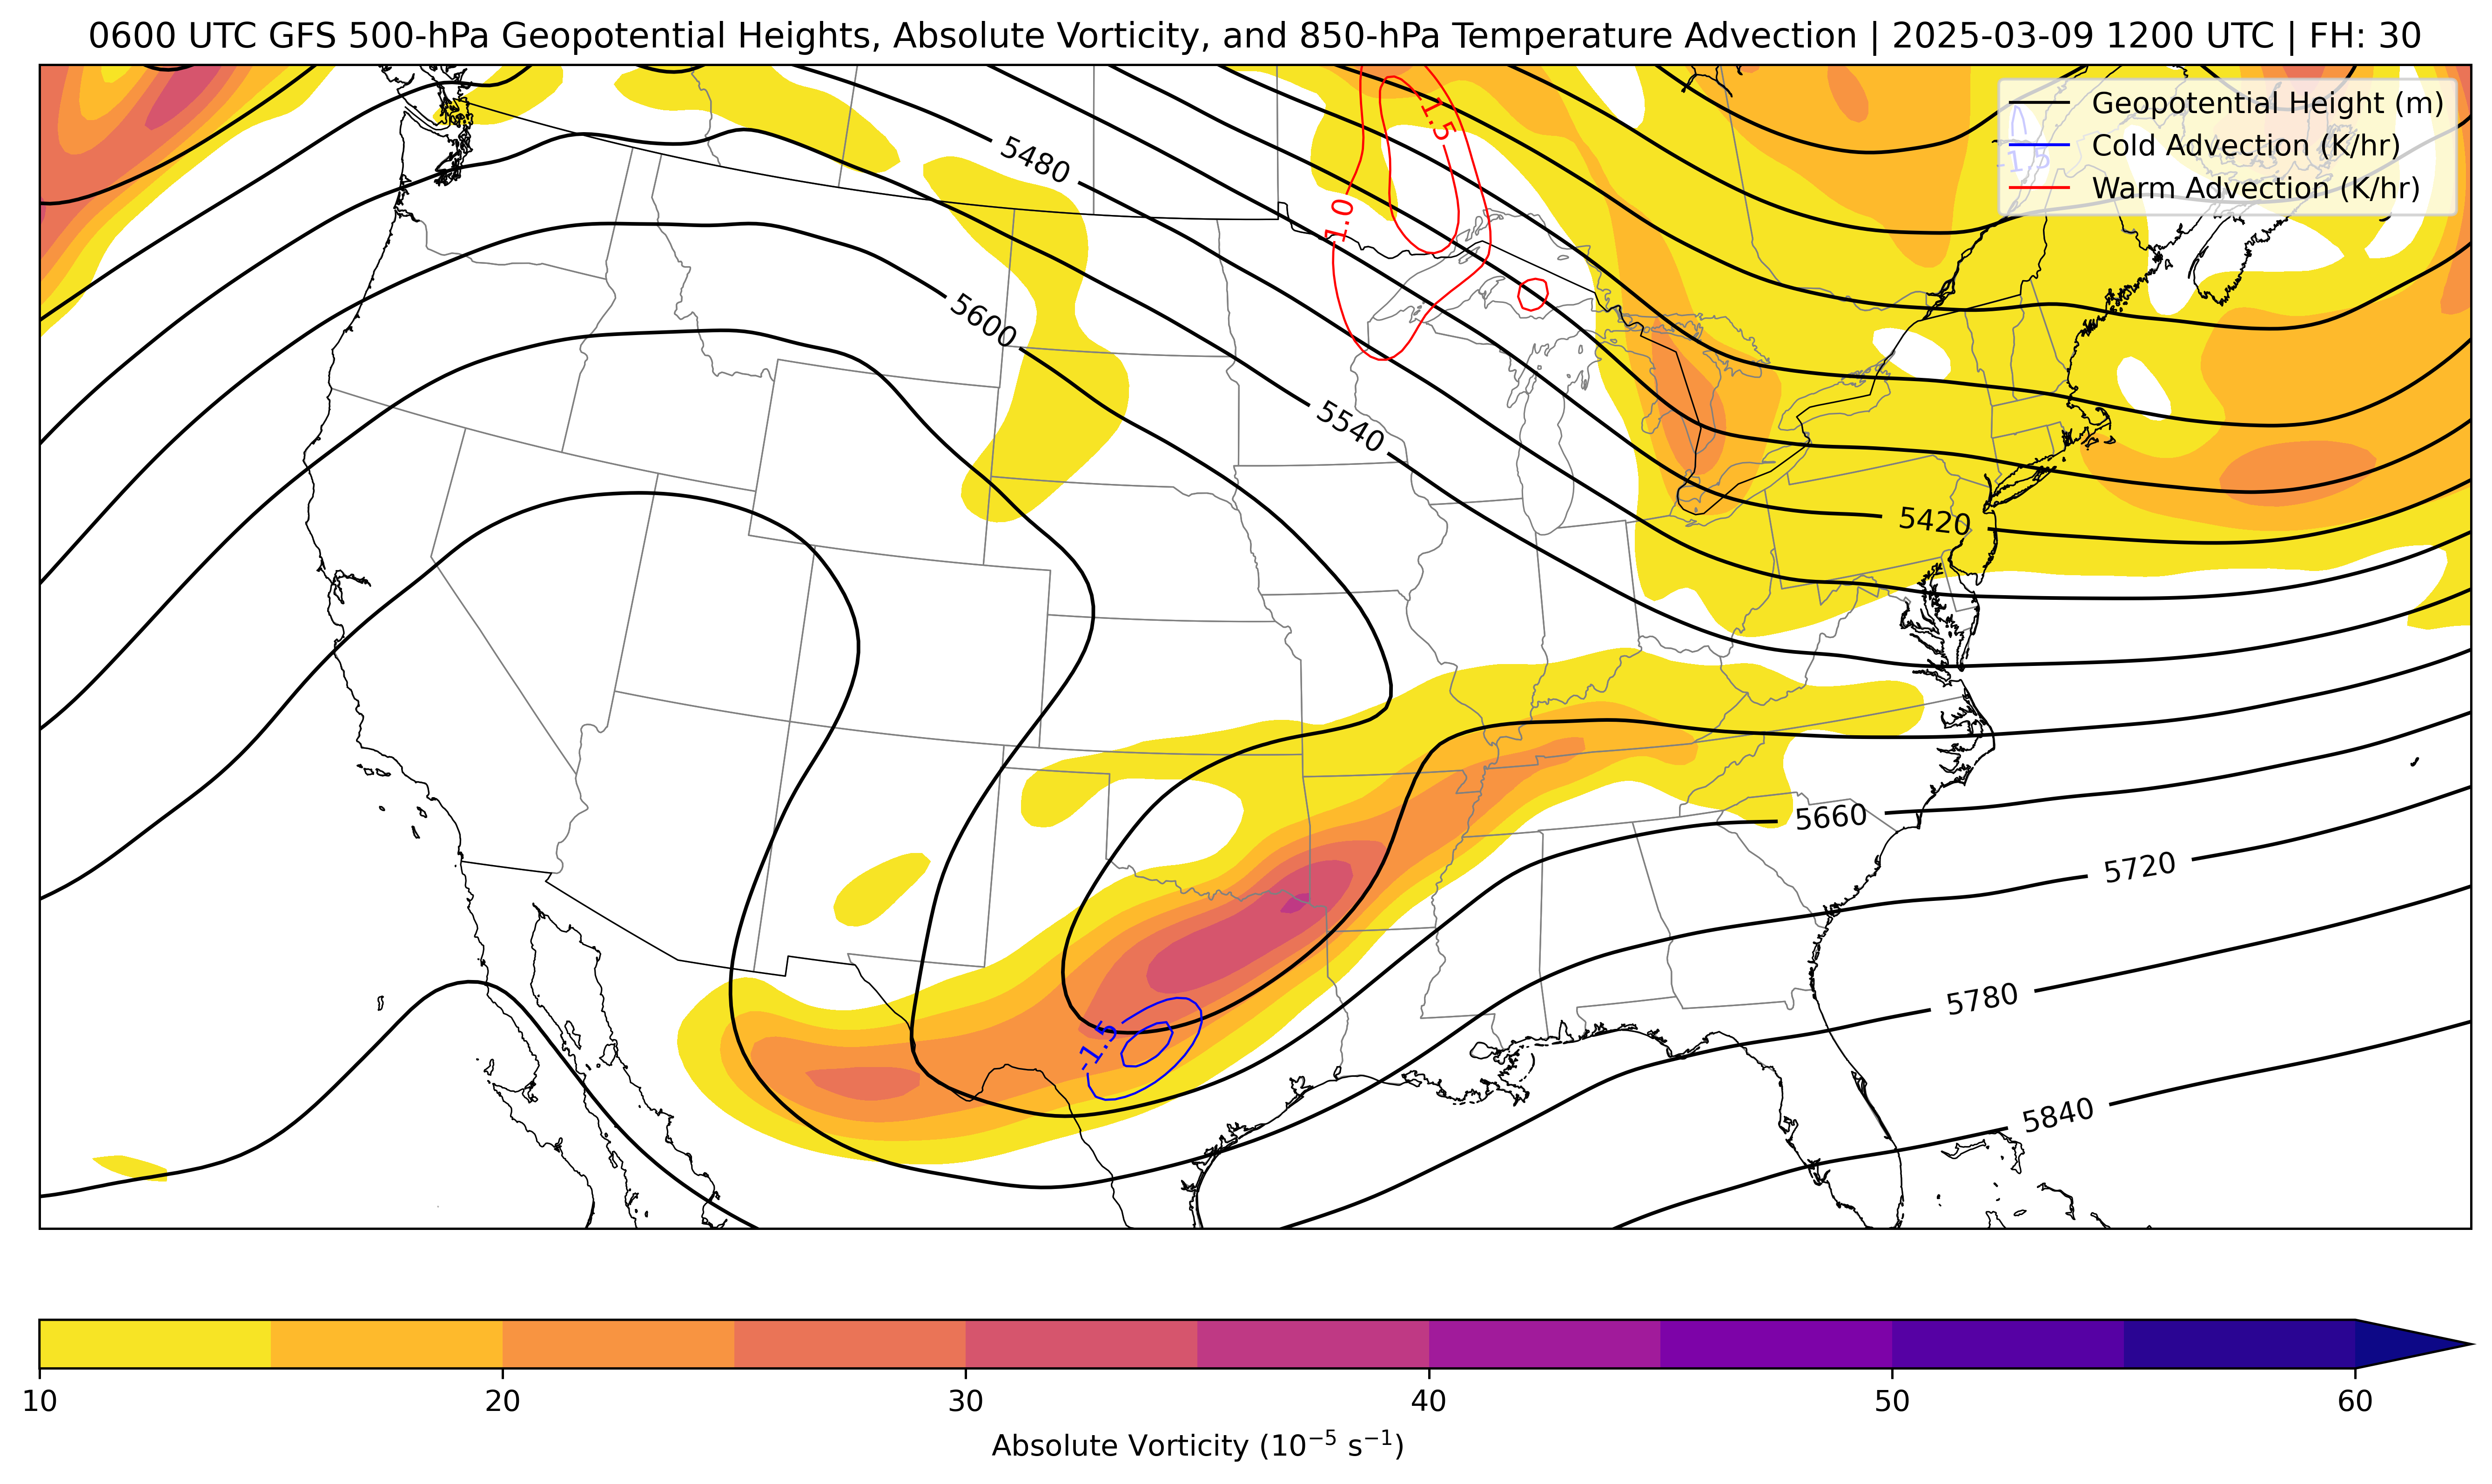 0600 UTC GFS 500-hPa Geopotential Heights, Absolute Vorticity, and 850-hPa Temperature Advection | 2025-03-09 1200 UTC | FH: 30
Geopotential Height (m)
Cold Advection (K/hr)
Warm Advection (K/hr)
1.5
-1.5
5480
1.0
5600
5540
5420
5660
5720
5780
-1.5
5840
10 20 30 40 50 60
Absolute Vorticity (10⁻⁵ s⁻¹)